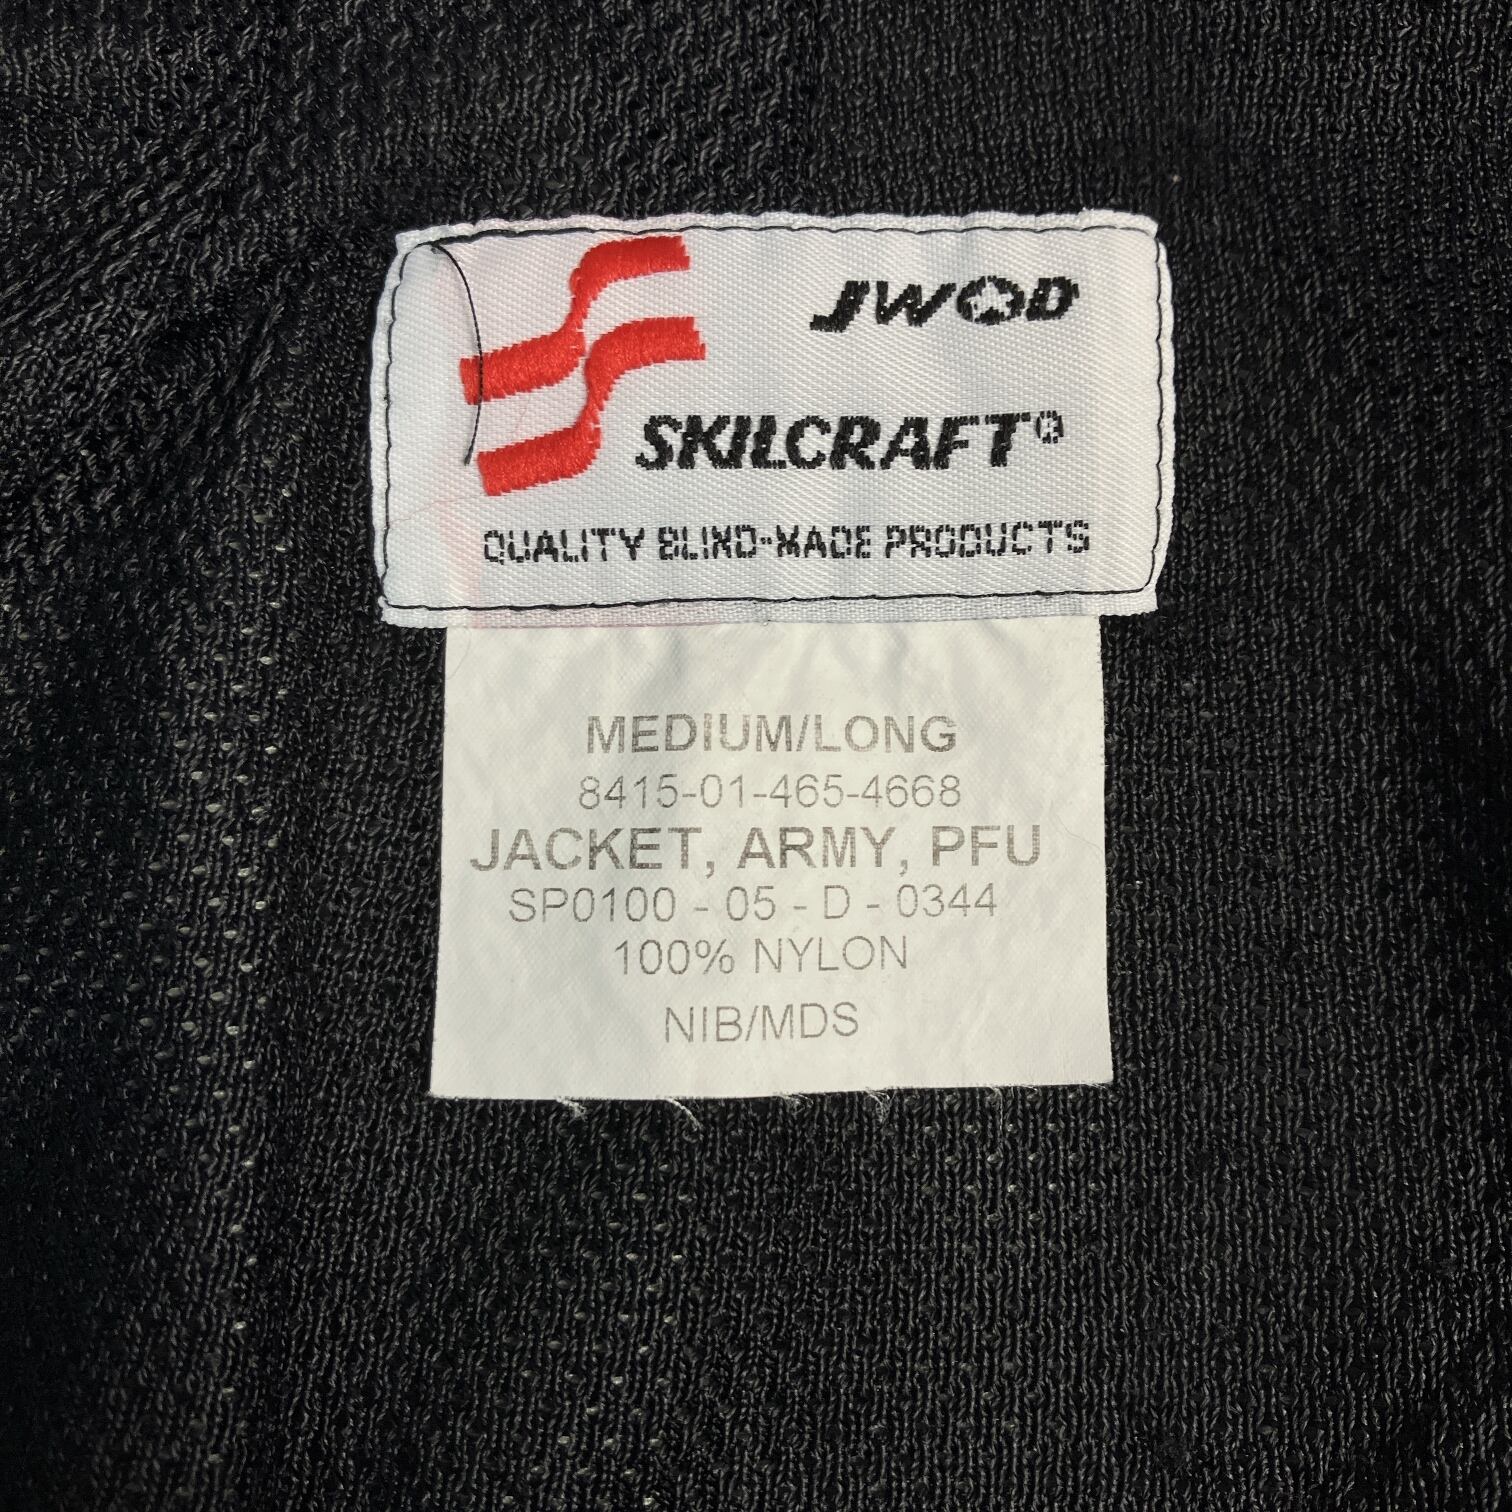 JWOD
SKILCRAFT®
QUALITY BLIND-MADE PRODUCTS
MEDIUM/LONG
8415-01-465-4668
JACKET, ARMY, PFU
SP0100 - 05 - D - 0344
100% NYLON
NIB/MDS